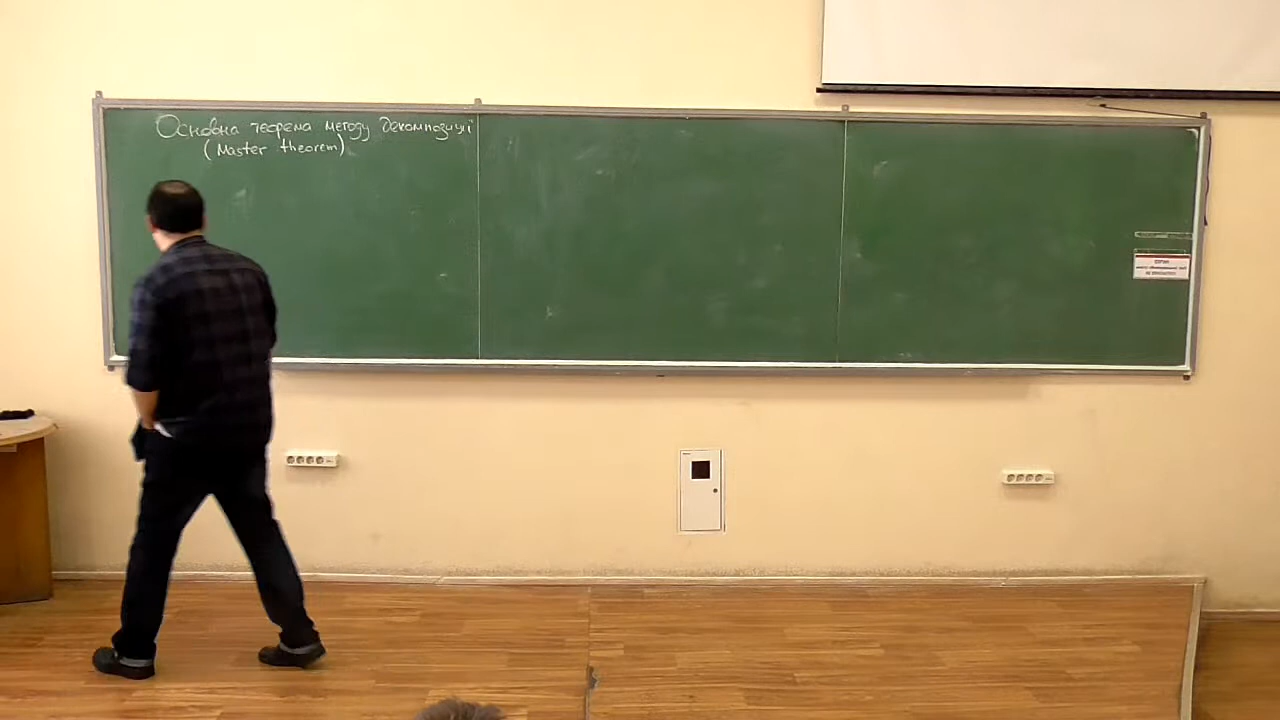 Основна теорема методу декомпозиції
(Master theorem)